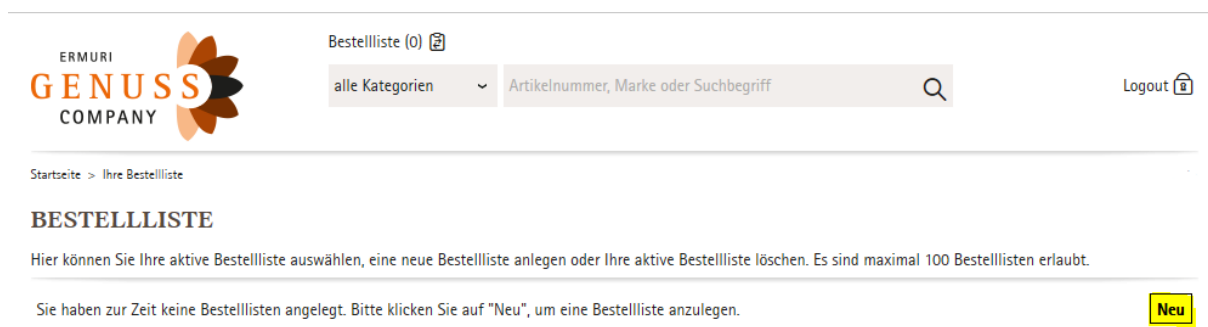 Bestellliste (0)
ERMURI
GENUSS
COMPANY
alle Kategorien
Artikelnummer, Marke oder Suchbegriff
Logout
Startseite > Ihre Bestellliste
BESTELLLISTE
Hier können Sie Ihre aktive Bestellliste auswählen, eine neue Bestellliste anlegen oder Ihre aktive Bestellliste löschen. Es sind maximal 100 Bestelllisten erlaubt.
Sie haben zur Zeit keine Bestelllisten angelegt. Bitte klicken Sie auf "Neu", um eine Bestellliste anzulegen.
Neu